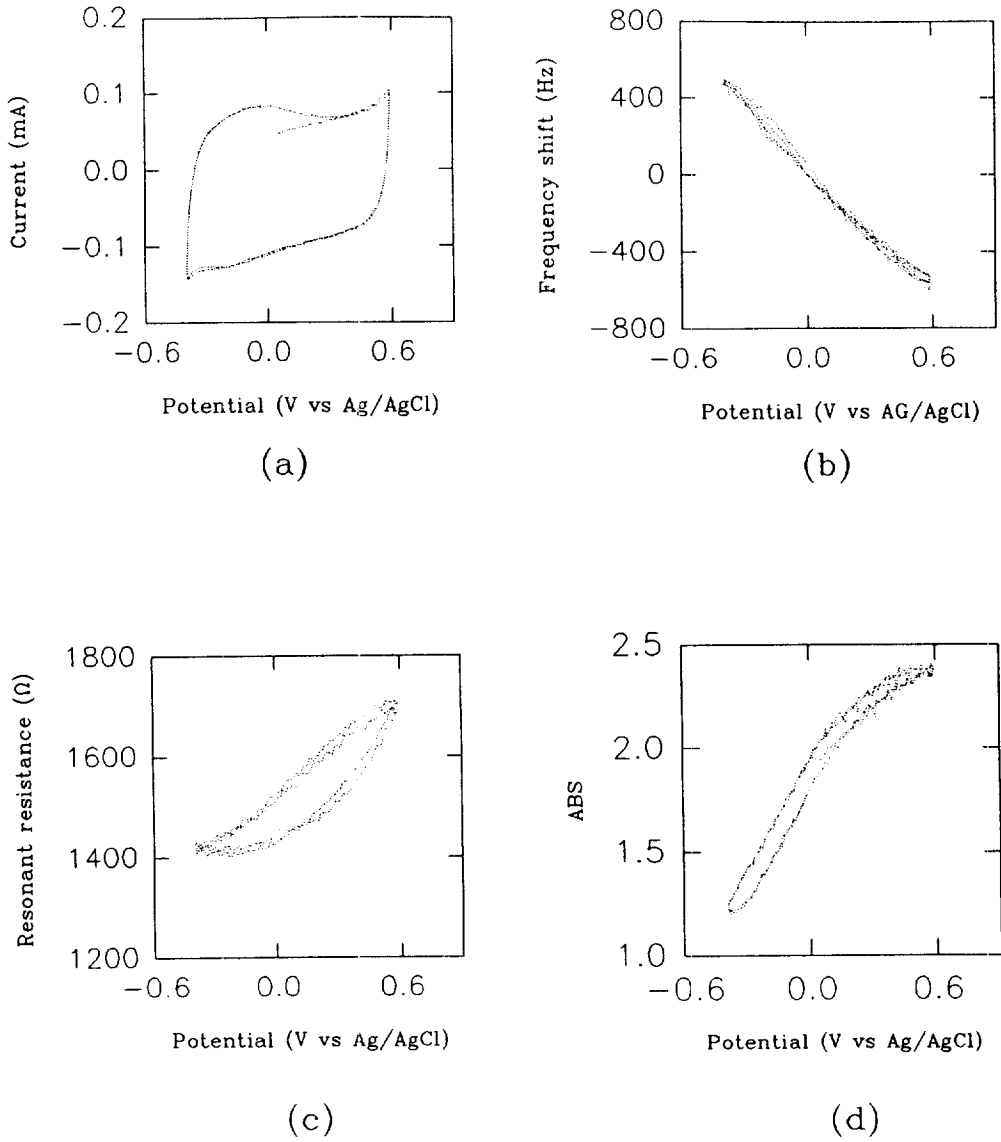 0.2
0.1
0.0
−0.1
−0.2
Current (mA)
−0.6
0.0
0.6
Potential (V vs Ag/AgCl)
(a)
800
400
0
−400
−800
Frequency shift (Hz)
−0.6
0.0
0.6
Potential (V vs AG/AgCl)
(b)
1800
1600
1400
1200
Resonant resistance (Ω)
−0.6
0.0
0.6
Potential (V vs Ag/AgCl)
(c)
2.5
2.0
1.5
1.0
ABS
−0.6
0.0
0.6
Potential (V vs Ag/AgCl)
(d)